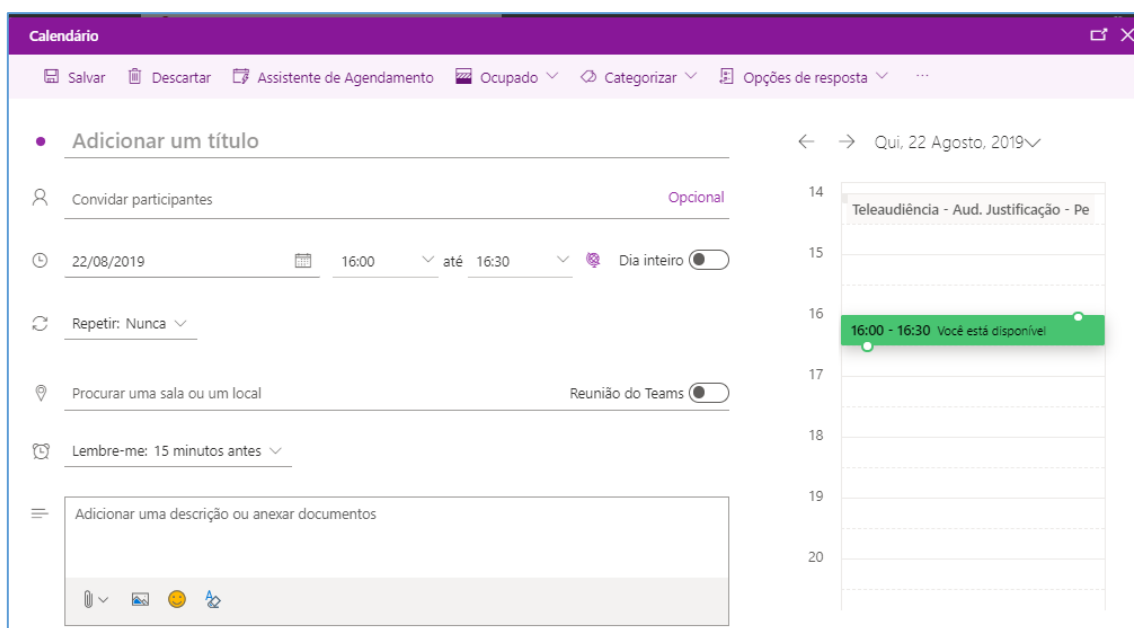 Calendário
Salvar Descartar Assistente de Agendamento Ocupado Categorizar Opções de resposta ...
Adicionar um título
Convidar participantes Opcional
22/08/2019 16:00 até 16:30 Dia inteiro
Repetir: Nunca
Procurar uma sala ou um local Reunião do Teams
Lembre-me: 15 minutos antes
Adicionar uma descrição ou anexar documentos
Qui, 22 Agosto, 2019
14
Teleaudiência - Aud. Justificação - Pe
15
16
16:00 - 16:30 Você está disponível
17
18
19
20